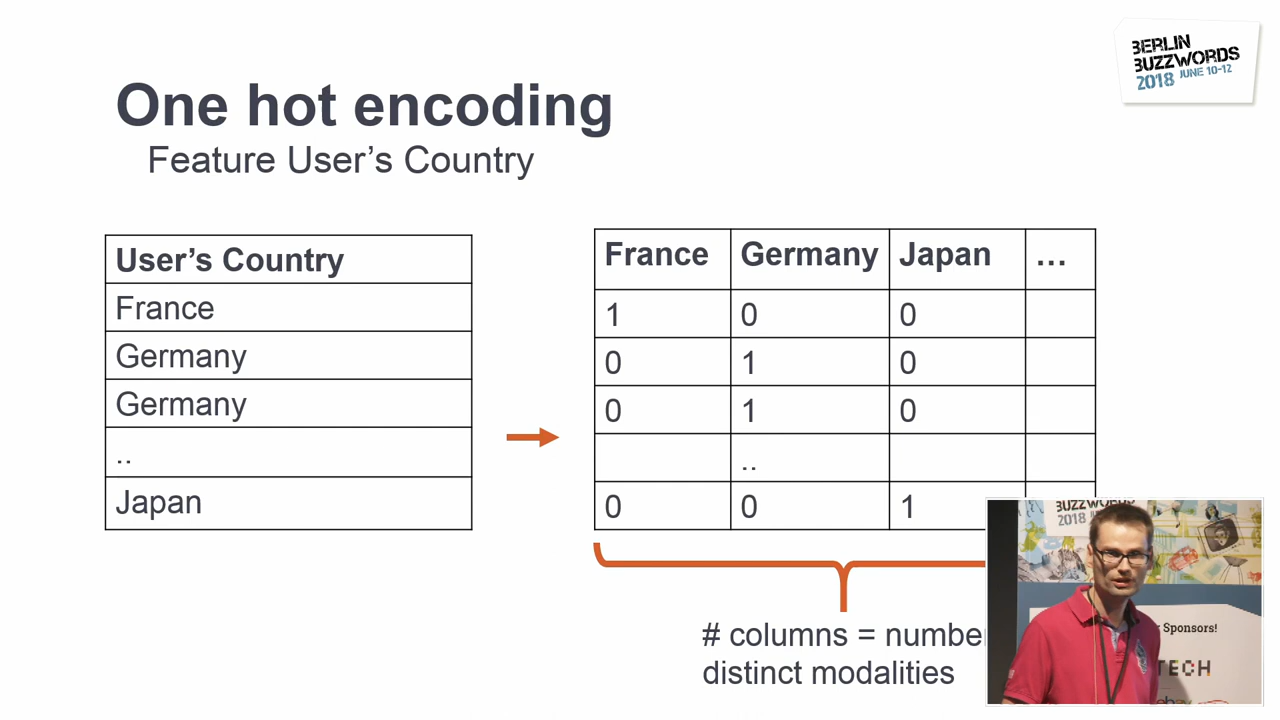 BERLIN
BUZZWORDS
2018 JUNE 10-12
One hot encoding
Feature User's Country
User's Country
France
Germany
Germany
..
Japan
France Germany Japan ...
1 0 0
0 1 0
0 1 0
..
0 0 1
# columns = number
distinct modalities
BUZZWORDS
2018
Sponsors!
TECH
ebay